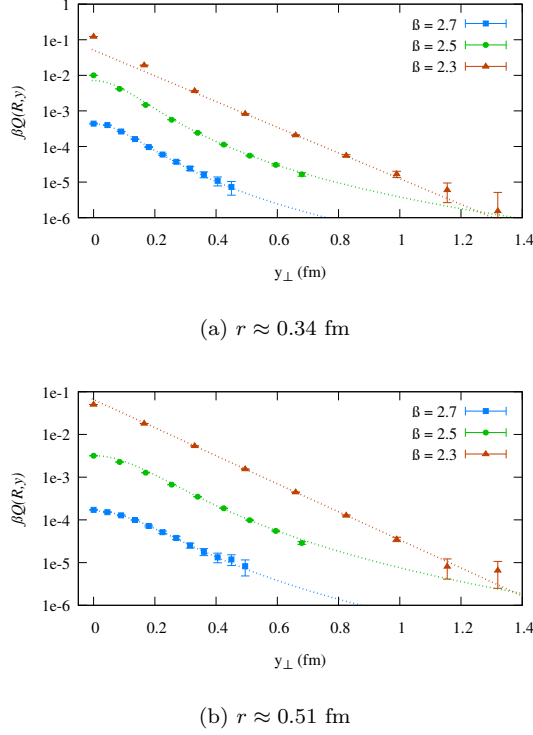 1
1e-1
1e-2
1e-3
1e-4
1e-5
1e-6
βQ(R,y)
ß = 2.7
ß = 2.5
ß = 2.3
0 0.2 0.4 0.6 0.8 1 1.2 1.4
y⊥ (fm)
(a) r ≈ 0.34 fm
1e-1
1e-2
1e-3
1e-4
1e-5
1e-6
βQ(R,y)
ß = 2.7
ß = 2.5
ß = 2.3
0 0.2 0.4 0.6 0.8 1 1.2 1.4
y⊥ (fm)
(b) r ≈ 0.51 fm